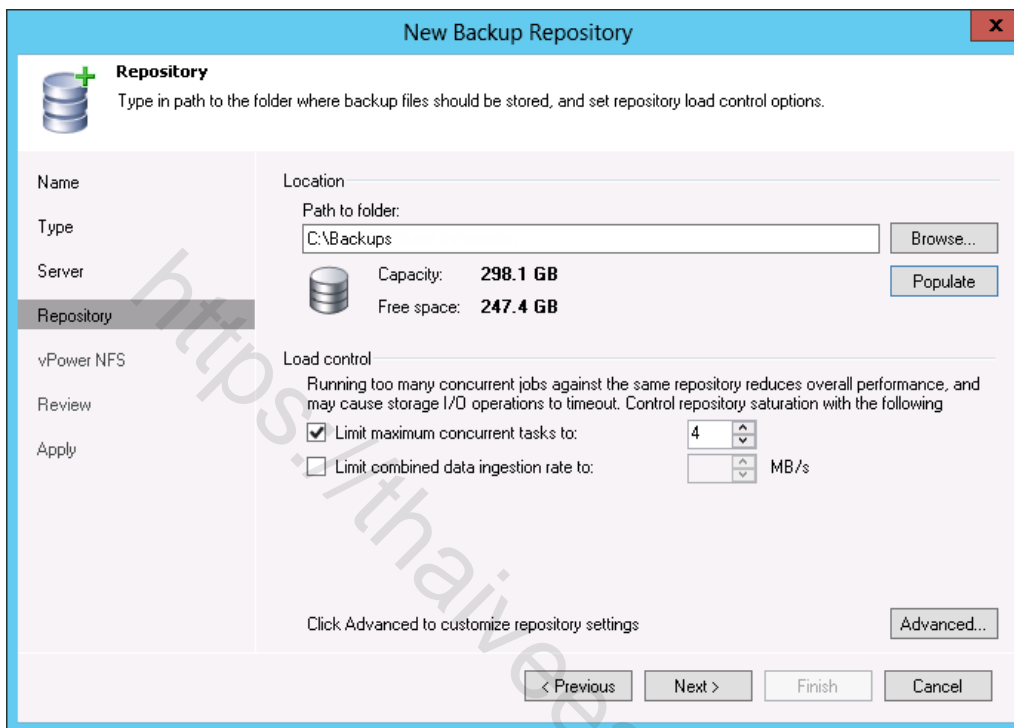 New Backup Repository
x
Repository
Type in path to the folder where backup files should be stored, and set repository load control options.
Name
Type
Server
Repository
vPower NFS
Review
Apply
Location
Path to folder:
C:\Backups
Browse...
Capacity: 298.1 GB
Populate
Free space: 247.4 GB
Load control
Running too many concurrent jobs against the same repository reduces overall performance, and
may cause storage I/O operations to timeout. Control repository saturation with the following
Limit maximum concurrent tasks to: 4
Limit combined data ingestion rate to: MB/s
Click Advanced to customize repository settings
Advanced...
< Previous
Next >
Finish
Cancel